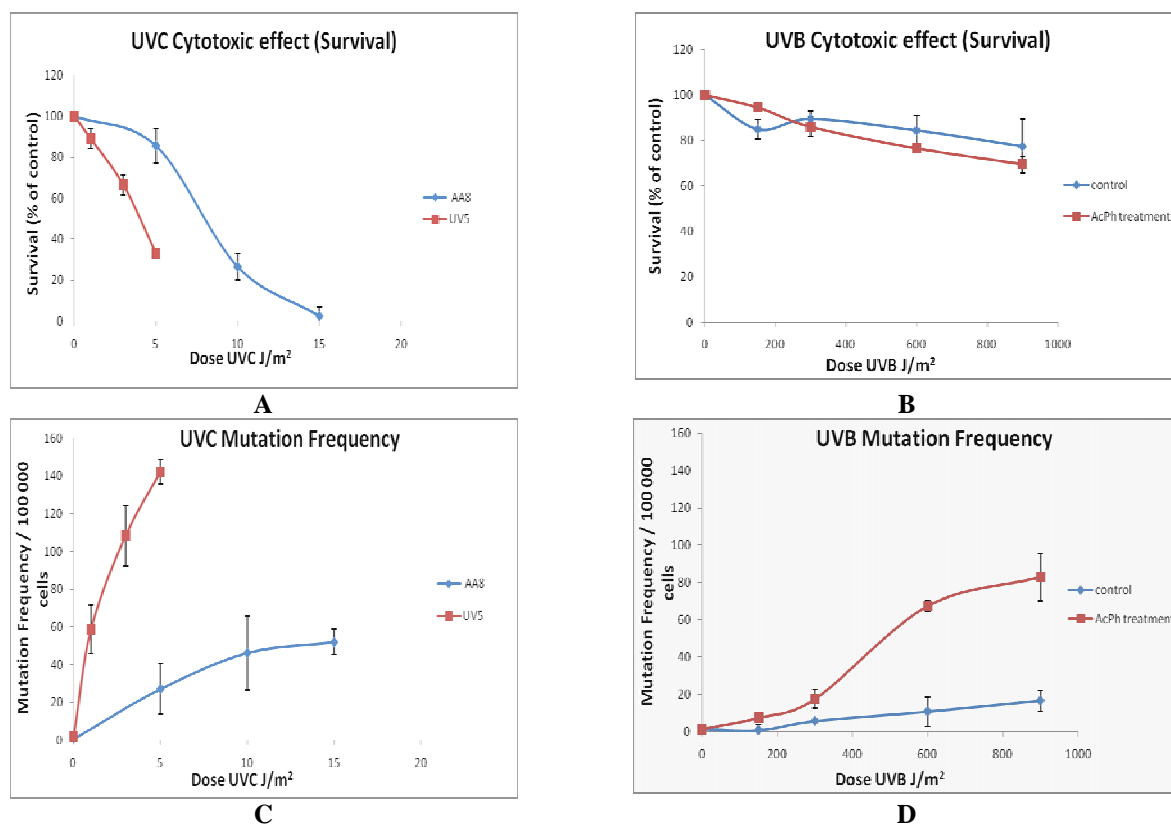 UVC Cytotoxic effect (Survival)
120
100
80
60
40
20
0
Survival (% of control)
0 5 10 15 20
Dose UVC J/m²
AA8
UV5
A
UVB Cytotoxic effect (Survival)
120
100
80
60
40
20
0
Survival (% of control)
0 200 400 600 800 1000
Dose UVB J/m²
control
AcPh treatment
B
UVC Mutation Frequency
160
140
120
100
80
60
40
20
0
Mutation Frequency / 100 000
cells
0 5 10 15 20
Dose UVC J/m²
AA8
UV5
C
UVB Mutation Frequency
160
140
120
100
80
60
40
20
0
Mutation Frequency / 100 000
cells
0 200 400 600 800 1000
Dose UVB J/m²
control
AcPh treatment
D